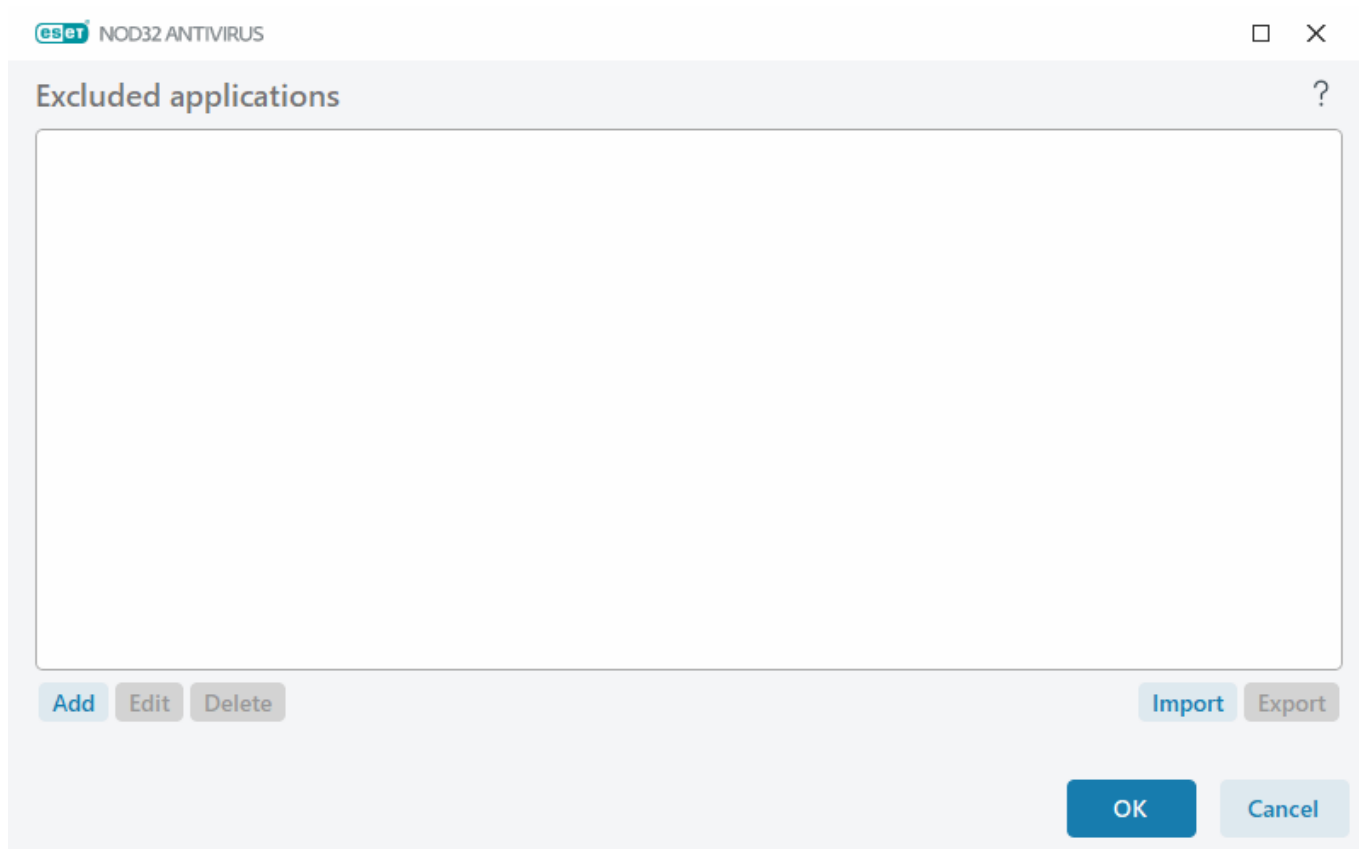 eset NOD32 ANTIVIRUS
Excluded applications ?
Add Edit Delete Import Export
OK Cancel